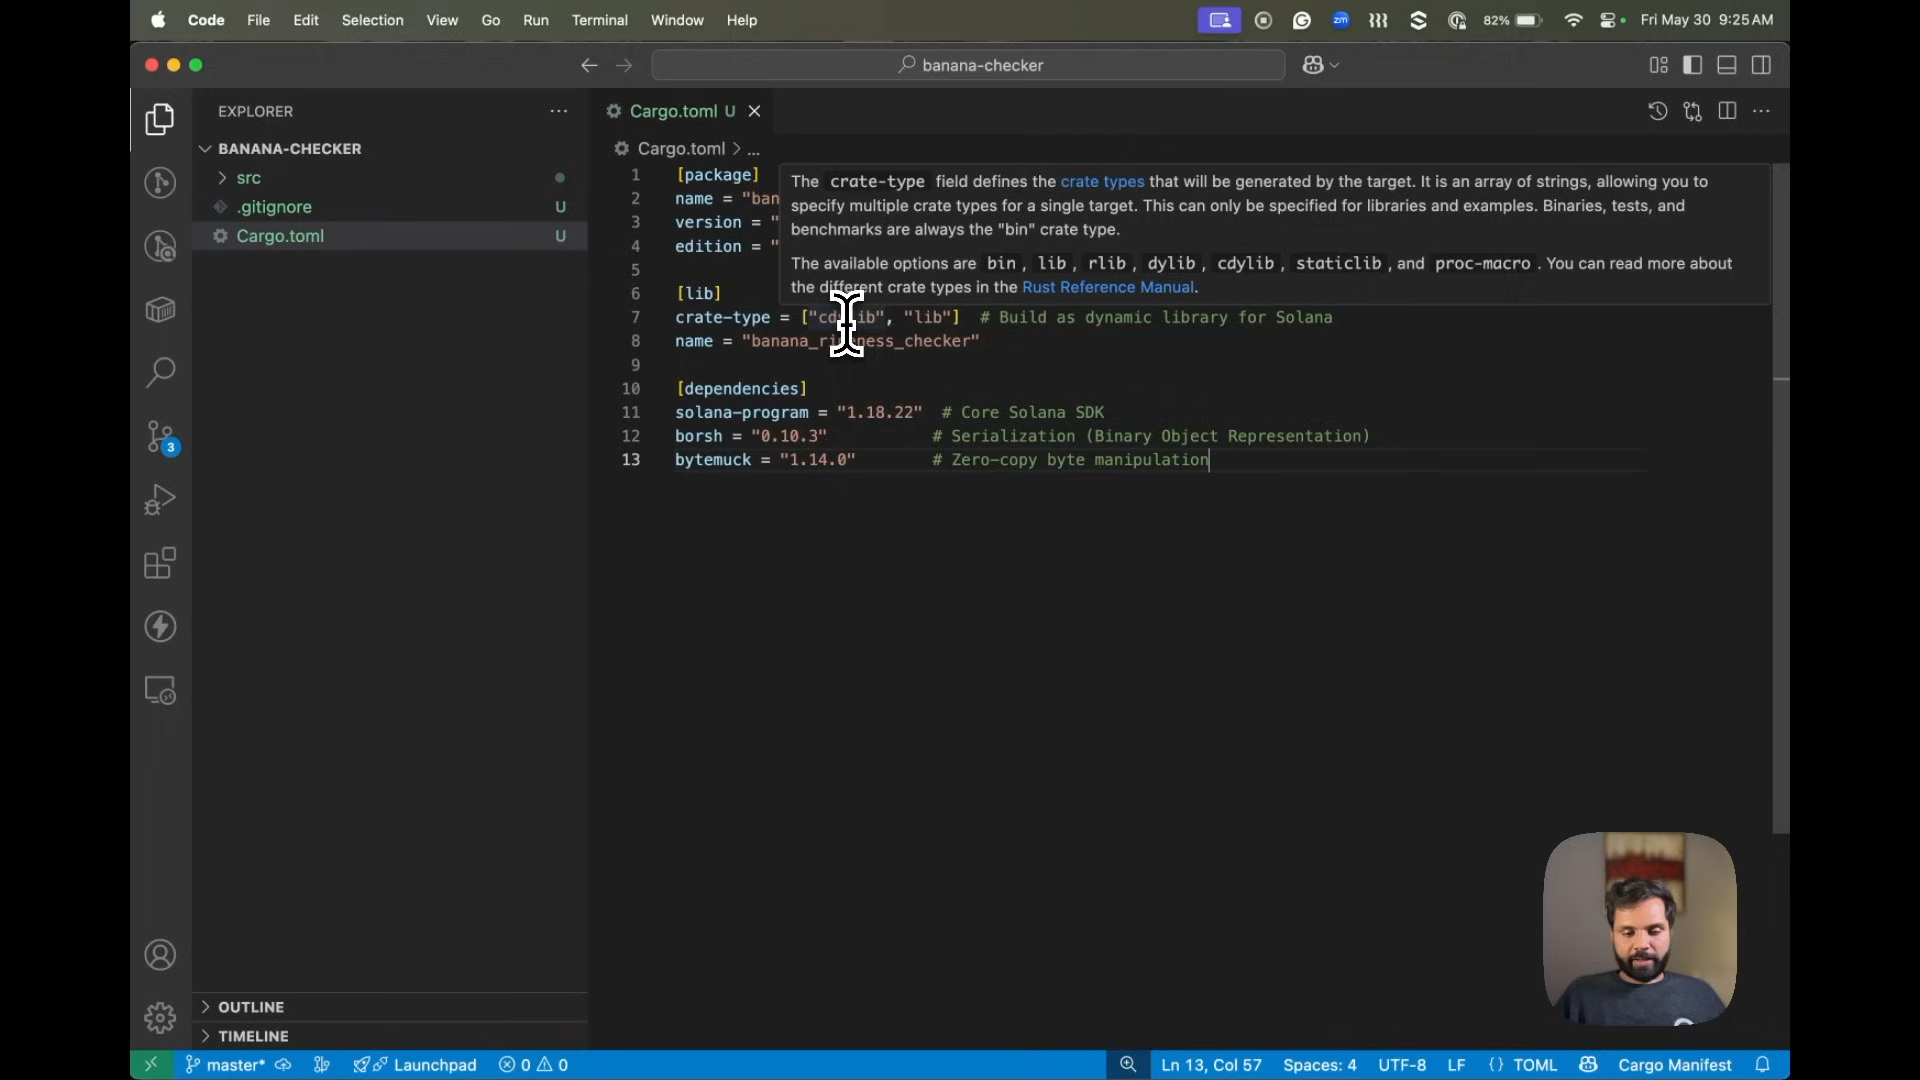 Code File Edit Selection View Go Run Terminal Window Help zm 82% Fri May 30 9:25 AM
banana-checker
EXPLORER ...
Cargo.toml U
BANANA-CHECKER
Cargo.toml > ...
src
.gitignore U
Cargo.toml U
1 [package]
2 name = "ban
3 version = "
4 edition = "
5
6 [lib]
7 crate-type = ["cdylib", "lib"] # Build as dynamic library for Solana
8 name = "banana_ripeness_checker"
9
10 [dependencies]
11 solana-program = "1.18.22" # Core Solana SDK
12 borsh = "0.10.3" # Serialization (Binary Object Representation)
13 bytemuck = "1.14.0" # Zero-copy byte manipulation
The crate-type field defines the crate types that will be generated by the target. It is an array of strings, allowing you to
specify multiple crate types for a single target. This can only be specified for libraries and examples. Binaries, tests, and
benchmarks are always the "bin" crate type.
The available options are bin, lib, rlib, dylib, cdylib, staticlib, and proc-macro. You can read more about
the different crate types in the Rust Reference Manual.
3
OUTLINE
TIMELINE
master* Launchpad 0 0 Ln 13, Col 57 Spaces: 4 UTF-8 LF {} TOML Cargo Manifest